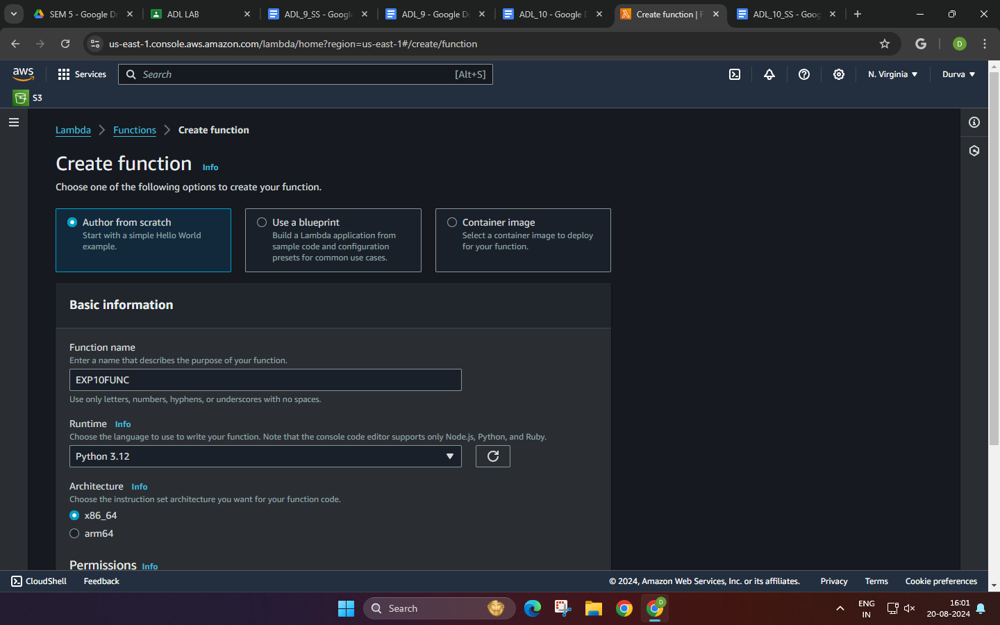 SEM 5 - Google Dr
ADL LAB
ADL_9_SS - Google
ADL_9 - Google Do
ADL_10 - Google D
Create function | F
ADL_10_SS - Goog
us-east-1.console.aws.amazon.com/lambda/home?region=us-east-1#/create/function
G
D
aws
Services
Search
[Alt+S]
N. Virginia
Durva
S3
Lambda
Functions
Create function
Create function Info
Choose one of the following options to create your function.
Author from scratch
Start with a simple Hello World
example.
Use a blueprint
Build a Lambda application from
sample code and configuration
presets for common use cases.
Container image
Select a container image to deploy
for your function.
Basic information
Function name
Enter a name that describes the purpose of your function.
EXP10FUNC
Use only letters, numbers, hyphens, or underscores with no spaces.
Runtime Info
Choose the language to use to write your function. Note that the console code editor supports only Node.js, Python, and Ruby.
Python 3.12
Architecture Info
Choose the instruction set architecture you want for your function code.
x86_64
arm64
Permissions Info
CloudShell
Feedback
© 2024, Amazon Web Services, Inc. or its affiliates.
Privacy
Terms
Cookie preferences
Search
D
ENG
IN
16:01
20-08-2024